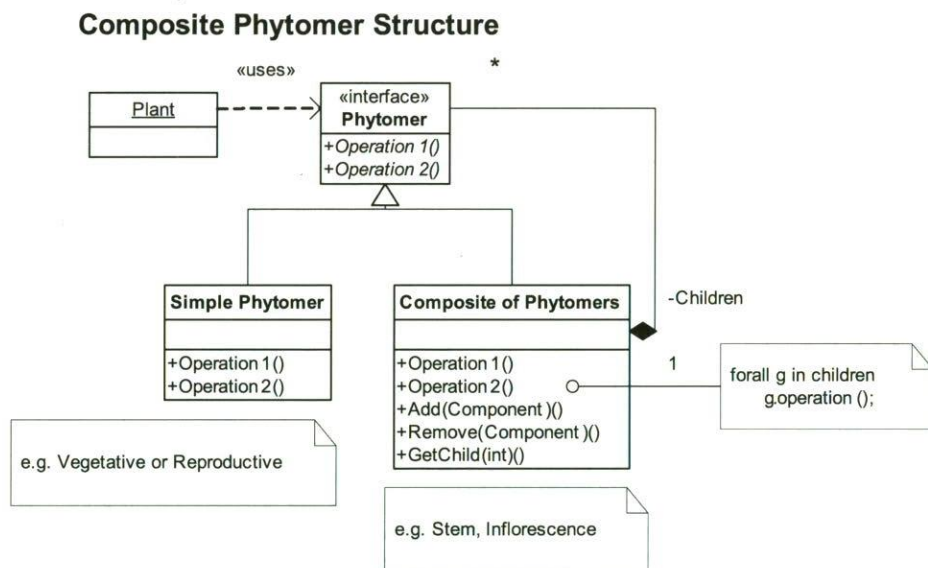 Composite Phytomer Structure
«uses»
*
Plant
«interface»
Phytomer
+Operation 1()
+Operation 2()
Simple Phytomer
+Operation 1()
+Operation 2()
Composite of Phytomers
+Operation 1()
+Operation 2()
+Add(Component )()
+Remove(Component )()
+GetChild(int)()
-Children
1
forall g in children
g.operation ();
e.g. Vegetative or Reproductive
e.g. Stem, Inflorescence